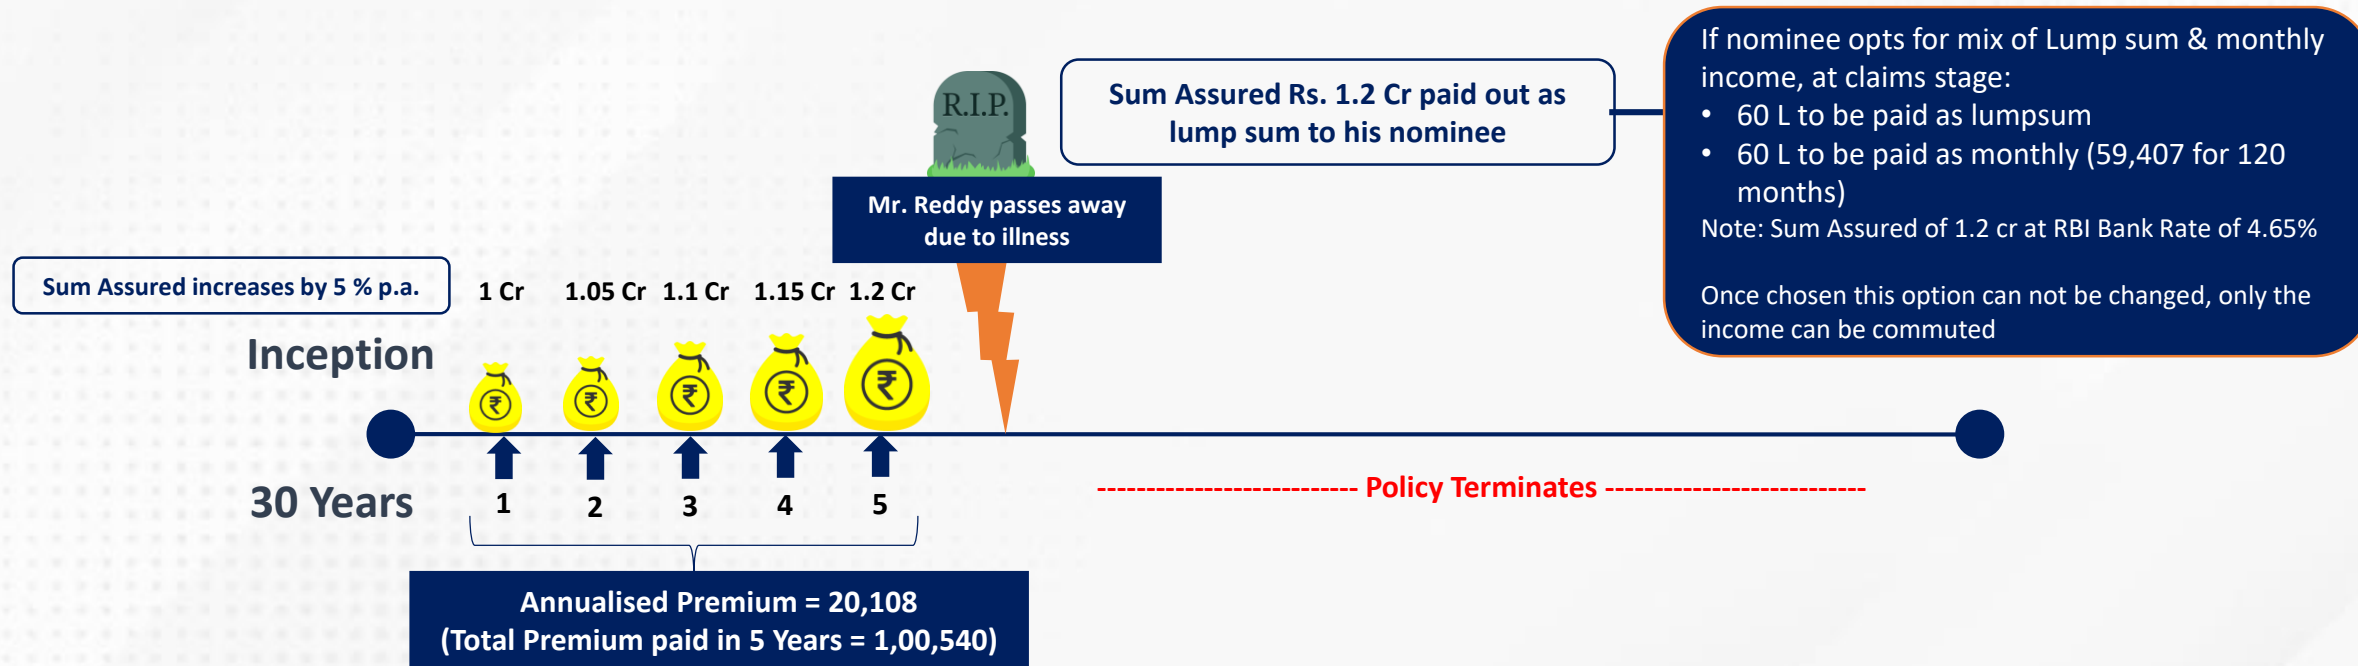 If nominee opts for mix of Lump sum & monthly
income, at claims stage:
• 60 L to be paid as lumpsum
• 60 L to be paid as monthly (59,407 for 120
months)
Note: Sum Assured of 1.2 cr at RBI Bank Rate of 4.65%
Once chosen this option can not be changed, only the
income can be commuted
Sum Assured Rs. 1.2 Cr paid out as
lump sum to his nominee
R.I.P.
Mr. Reddy passes away
due to illness
Sum Assured increases by 5 % p.a.
1 Cr 1.05 Cr 1.1 Cr 1.15 Cr 1.2 Cr
Inception
₹ ₹ ₹ ₹ ₹
30 Years
1 2 3 4 5
-------------------------- Policy Terminates --------------------------
Annualised Premium = 20,108
(Total Premium paid in 5 Years = 1,00,540)